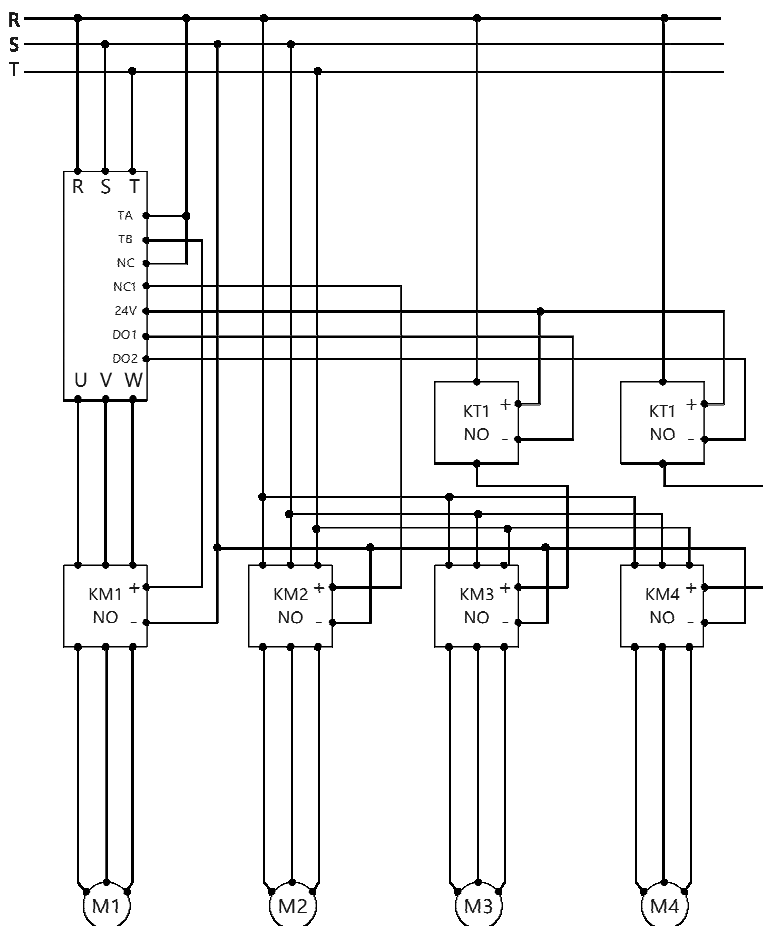 R
S
T
R S T
TA
TB
NC
NC1
24V
DO1
DO2
U V W
KT1 +
NO -
KT1 +
NO -
KM1 +
NO -
KM2 +
NO -
KM3 +
NO -
KM4 +
NO -
M1
M2
M3
M4